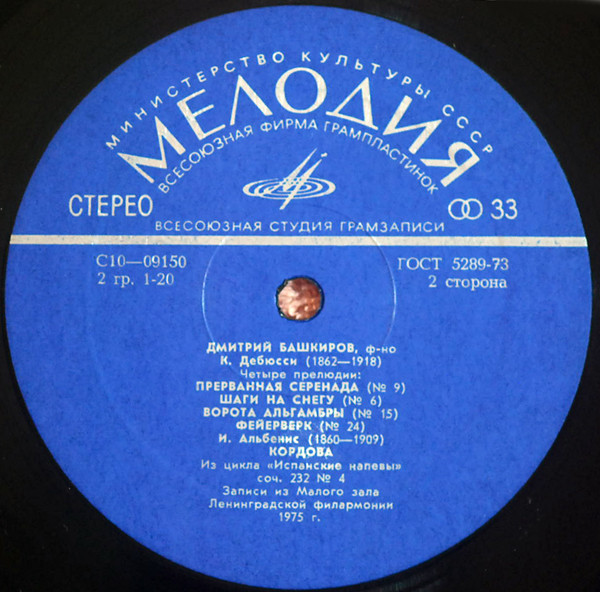 МИНИСТЕРСТВО КУЛЬТУРЫ СССР
МЕЛОДИЯ
ВСЕСОЮЗНАЯ ФИРМА ГРАМПЛАСТИНОК
СТЕРЕО
33
ВСЕСОЮЗНАЯ СТУДИЯ ГРАМЗАПИСИ
С10—09150
ГОСТ 5289-73
2 гр. 1-20
2 сторона
ДМИТРИЙ БАШКИРОВ, ф-но
К. Дебюсси (1862—1918)
Четыре прелюдии:
ПРЕРВАННАЯ СЕРЕНАДА (№ 9)
ШАГИ НА СНЕГУ (№ 6)
ВОРОТА АЛЬГАМБРЫ (№ 15)
ФЕЙЕРВЕРК (№ 24)
И. Альбенис (1860—1909)
КОРДОВА
Из цикла «Испанские напевы»
соч. 232 № 4
Записи из Малого зала
Ленинградской филармонии
1975 г.